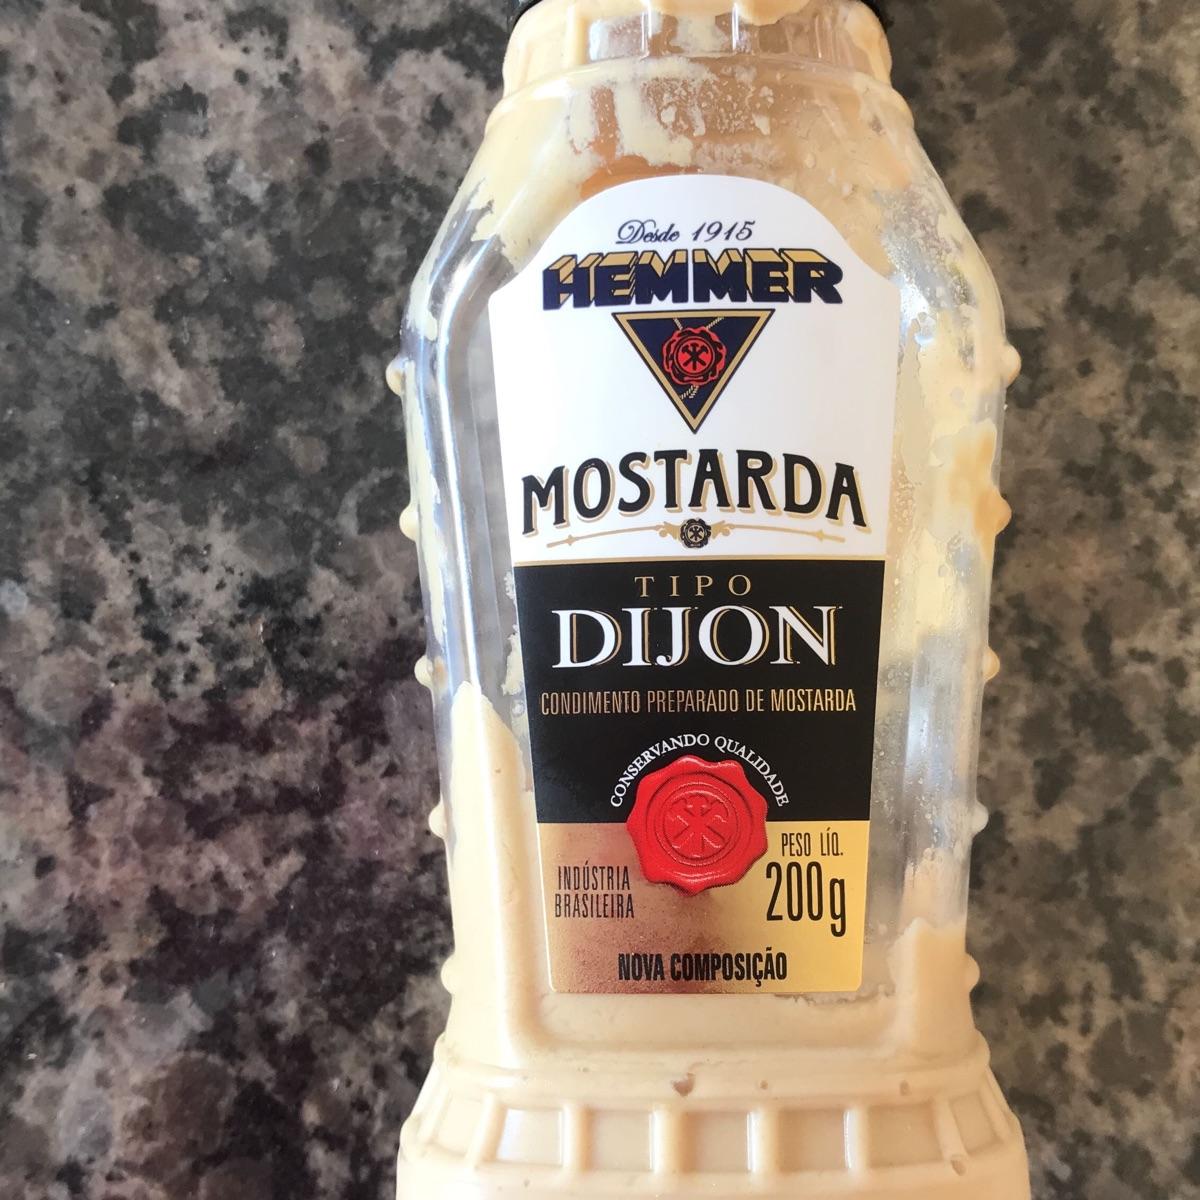 Desde 1915
HEMMER
MOSTARDA
TIPO
DIJON
CONDIMENTO PREPARADO DE MOSTARDA
CONSERVANDO QUALIDADE
INDÚSTRIA
BRASILEIRA
PESO LÍQ.
200g
NOVA COMPOSIÇÃO